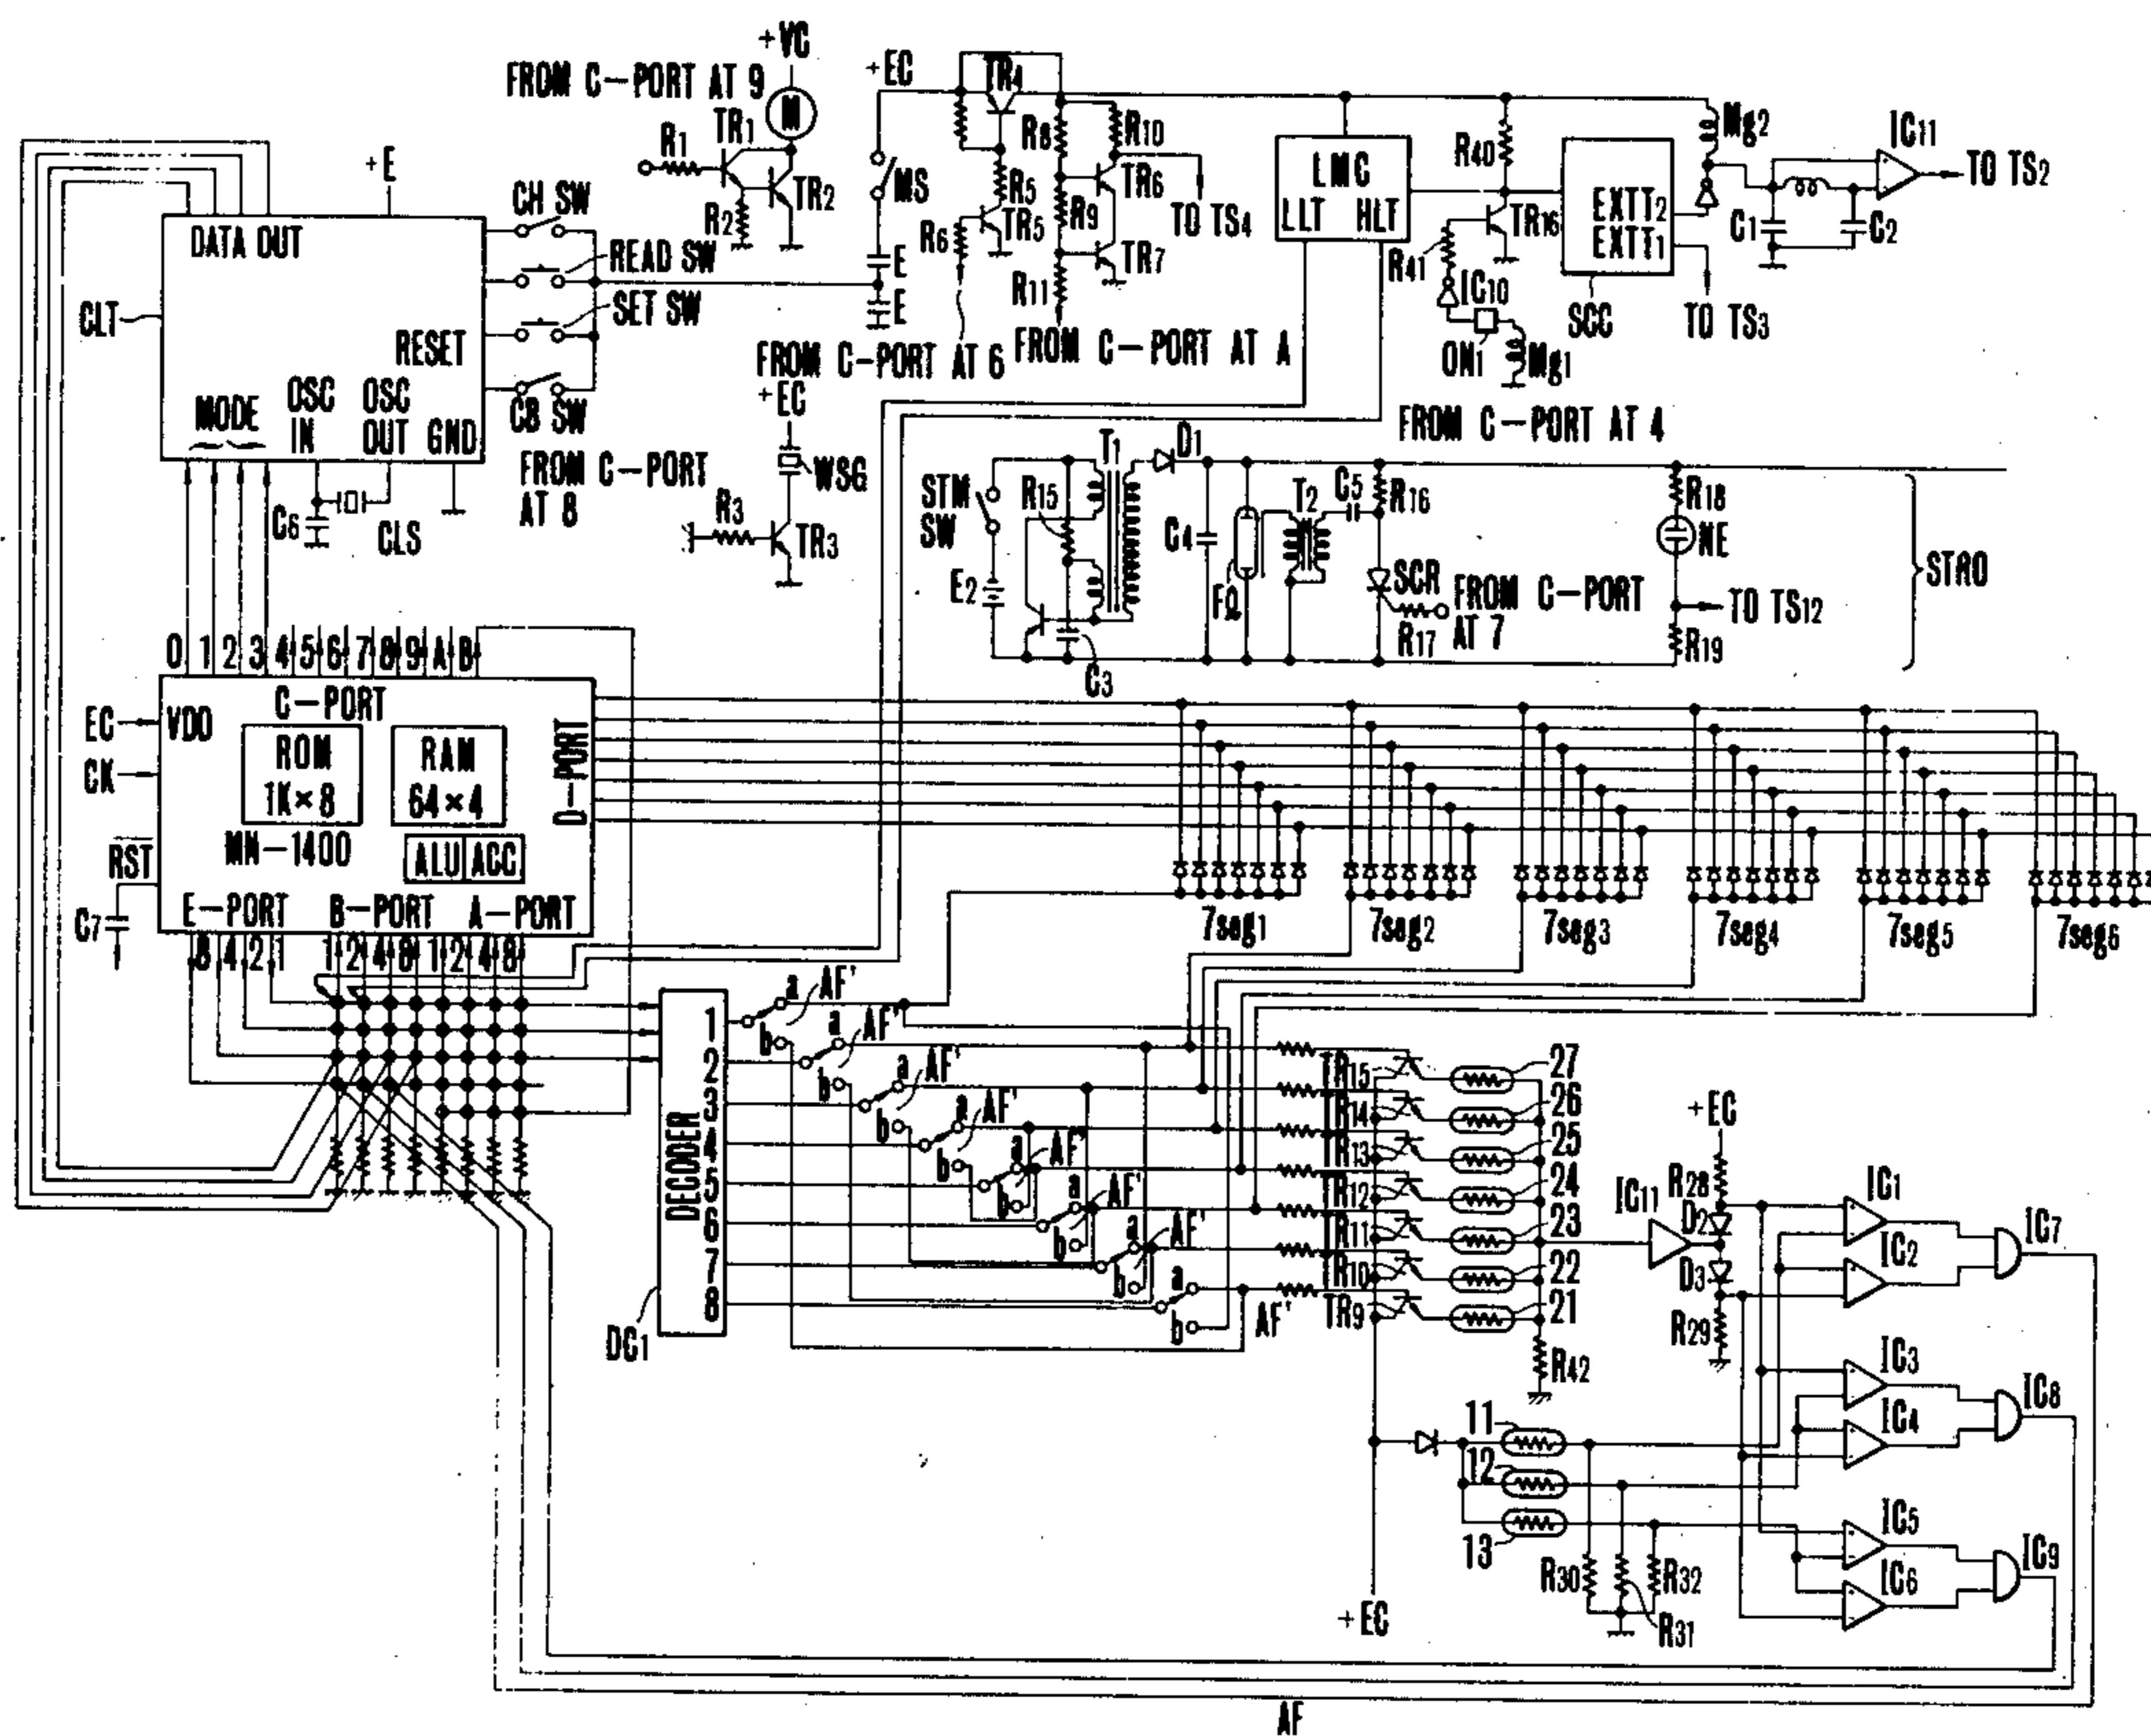 +VC
FROM C-PORT AT 9
M
R1
TR1
TR2
R2
+EC
TR4
MS
R8
R10
R5
TR6
R9
TR5
R6
TR7
R11
E
E
TO TS4
FROM C-PORT AT 6
FROM C-PORT AT A
LMC
LLT HLT
R40
TR16
R41
IC10
ON1
Mg1
EXTT2
EXTT1
SCC
TO TS3
Mg2
IC11
TO TS2
C1
C2
FROM C-PORT AT 4
+E
DATA OUT
CH SW
READ SW
SET SW
CB SW
CLT
RESET
MODE
OSC IN
OSC OUT
GND
C6
CLS
FROM C-PORT
AT 8
+EC
WSG
R3
TR3
STM
SW
R15
T1
D1
E2
C3
C4
FΩ
T2
C5
R16
SCR
R17
FROM C-PORT
AT 7
R18
NE
TO TS12
R19
STRO
0 1 2 3 4 5 6 7 8 9 A B
C-PORT
EC
VDD
CK
ROM
1K×8
RAM
64×4
MN-1400
ALU ACC
D-PORT
RST
C7
E-PORT B-PORT A-PORT
8 4 2 1 1 2 4 8 1 2 4 8
7seg1 7seg2 7seg3 7seg4 7seg5 7seg6
DECODER
1
2
3
4
5
6
7
8
DC1
a AF'
b
a AF'
b
a AF'
b
a AF'
b
a AF'
b
a AF'
b
a AF'
b
a
b
AF'
TR15
27
TR14
26
TR13
25
TR12
24
TR11
23
TR10
22
TR9
21
R42
IC11
+EC
R28
D2
D3
R29
IC1
IC2
IC7
IC3
IC4
IC8
IC5
IC6
IC9
11
12
13
R30
R31
R32
+EC
AF